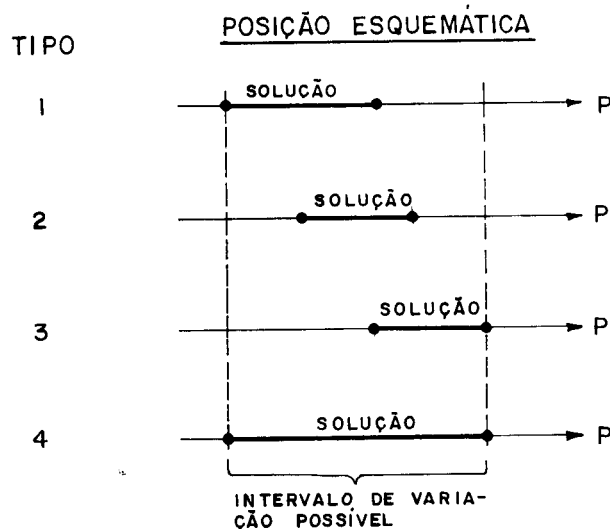 POSIÇÃO ESQUEMÁTICA
TIPO
SOLUÇÃO
1 P
SOLUÇÃO
2 P
SOLUÇÃO
3 P
SOLUÇÃO
4 P
INTERVALO DE VARIA-
ÇÃO POSSÍVEL